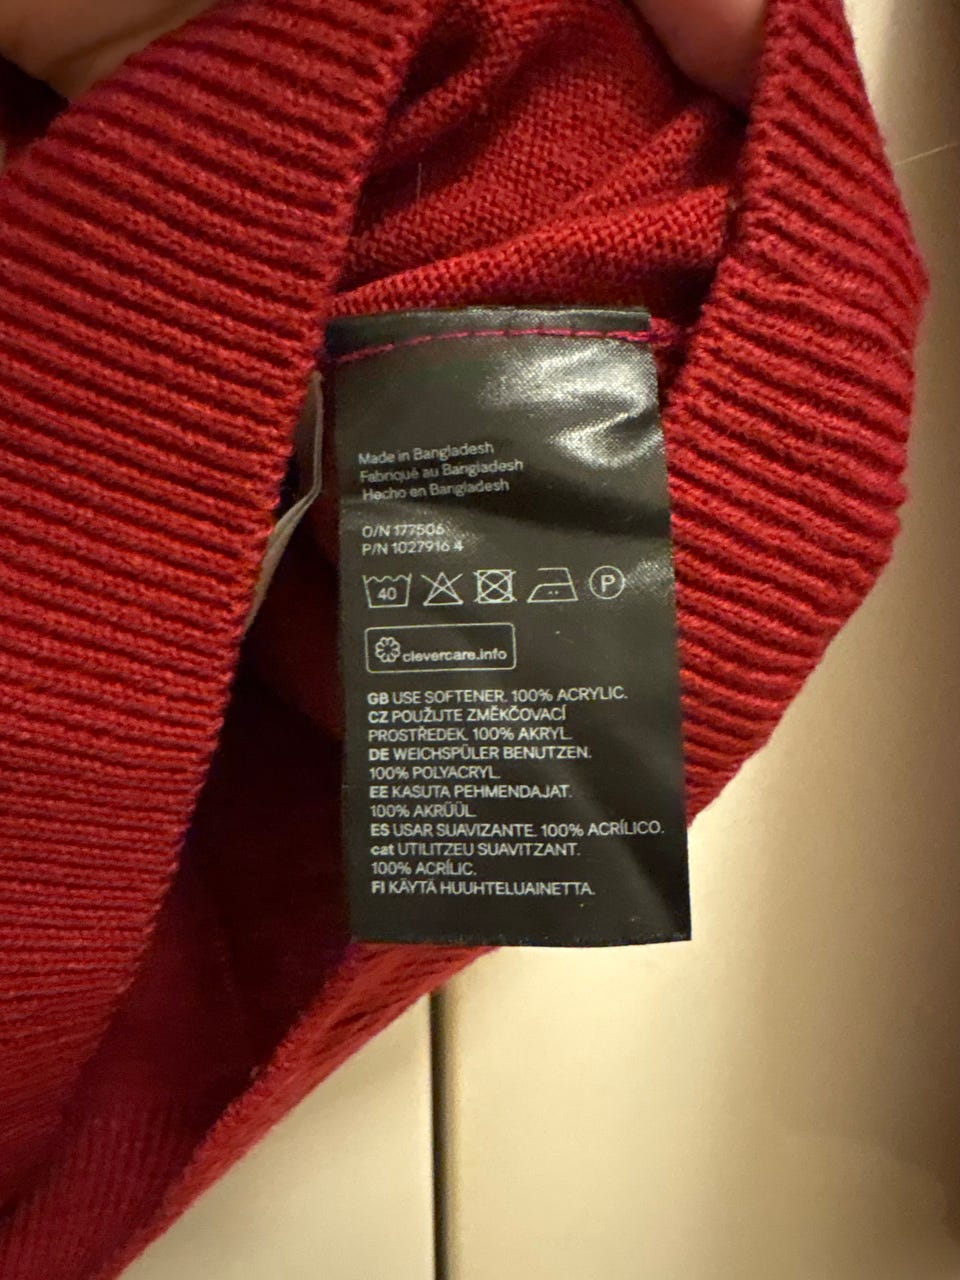 Made in Bangladesh
Fabriqué au Bangladesh
Hecho en Bangladesh
O/N 177506
P/N 1027916 4
40 P
clevercare.info
GB USE SOFTENER. 100% ACRYLIC.
CZ POUŽIJTE ZMĚKČOVACÍ
PROSTŘEDEK. 100% AKRYL.
DE WEICHSPÜLER BENUTZEN.
100% POLYACRYL.
EE KASUTA PEHMENDAJAT.
100% AKRÜÜL.
ES USAR SUAVIZANTE. 100% ACRÍLICO.
cat UTILITZEU SUAVITZANT.
100% ACRÍLIC.
FI KÄYTÄ HUUHTELUAINETTA.